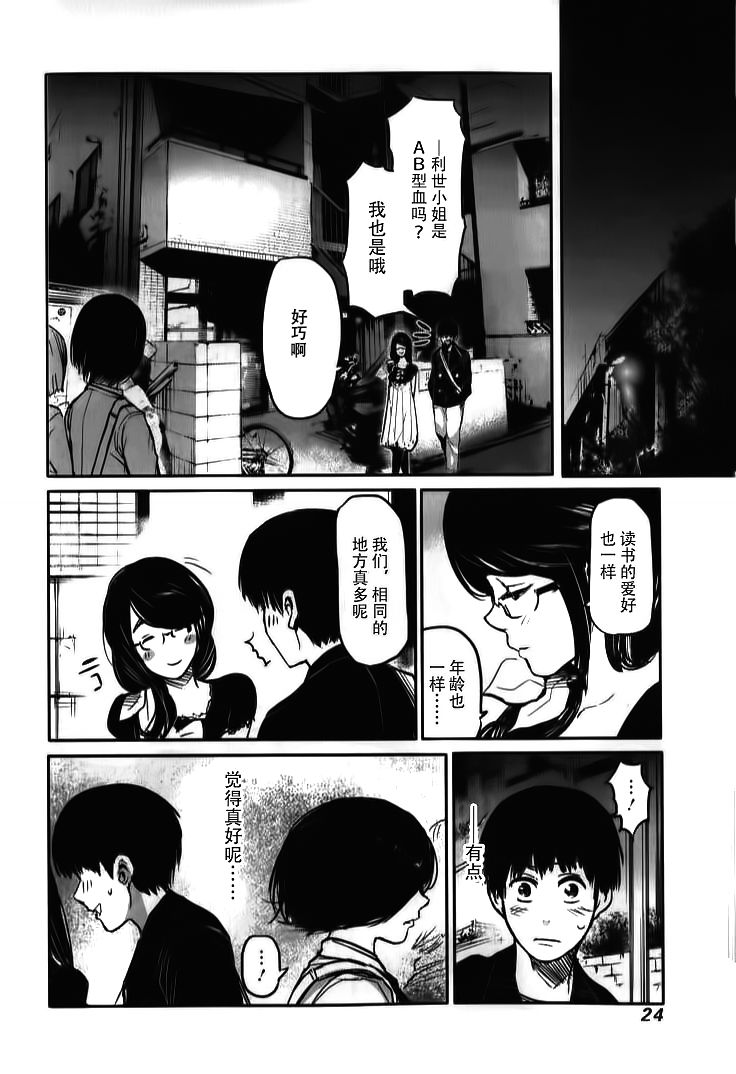 —利世小姐是
AB型血吗？
我也是哦
好巧啊
读书的爱好
也一样
年龄也
一样……
我们，相同的
地方真多呢
…！
——有点
觉得真好呢……
…！
24